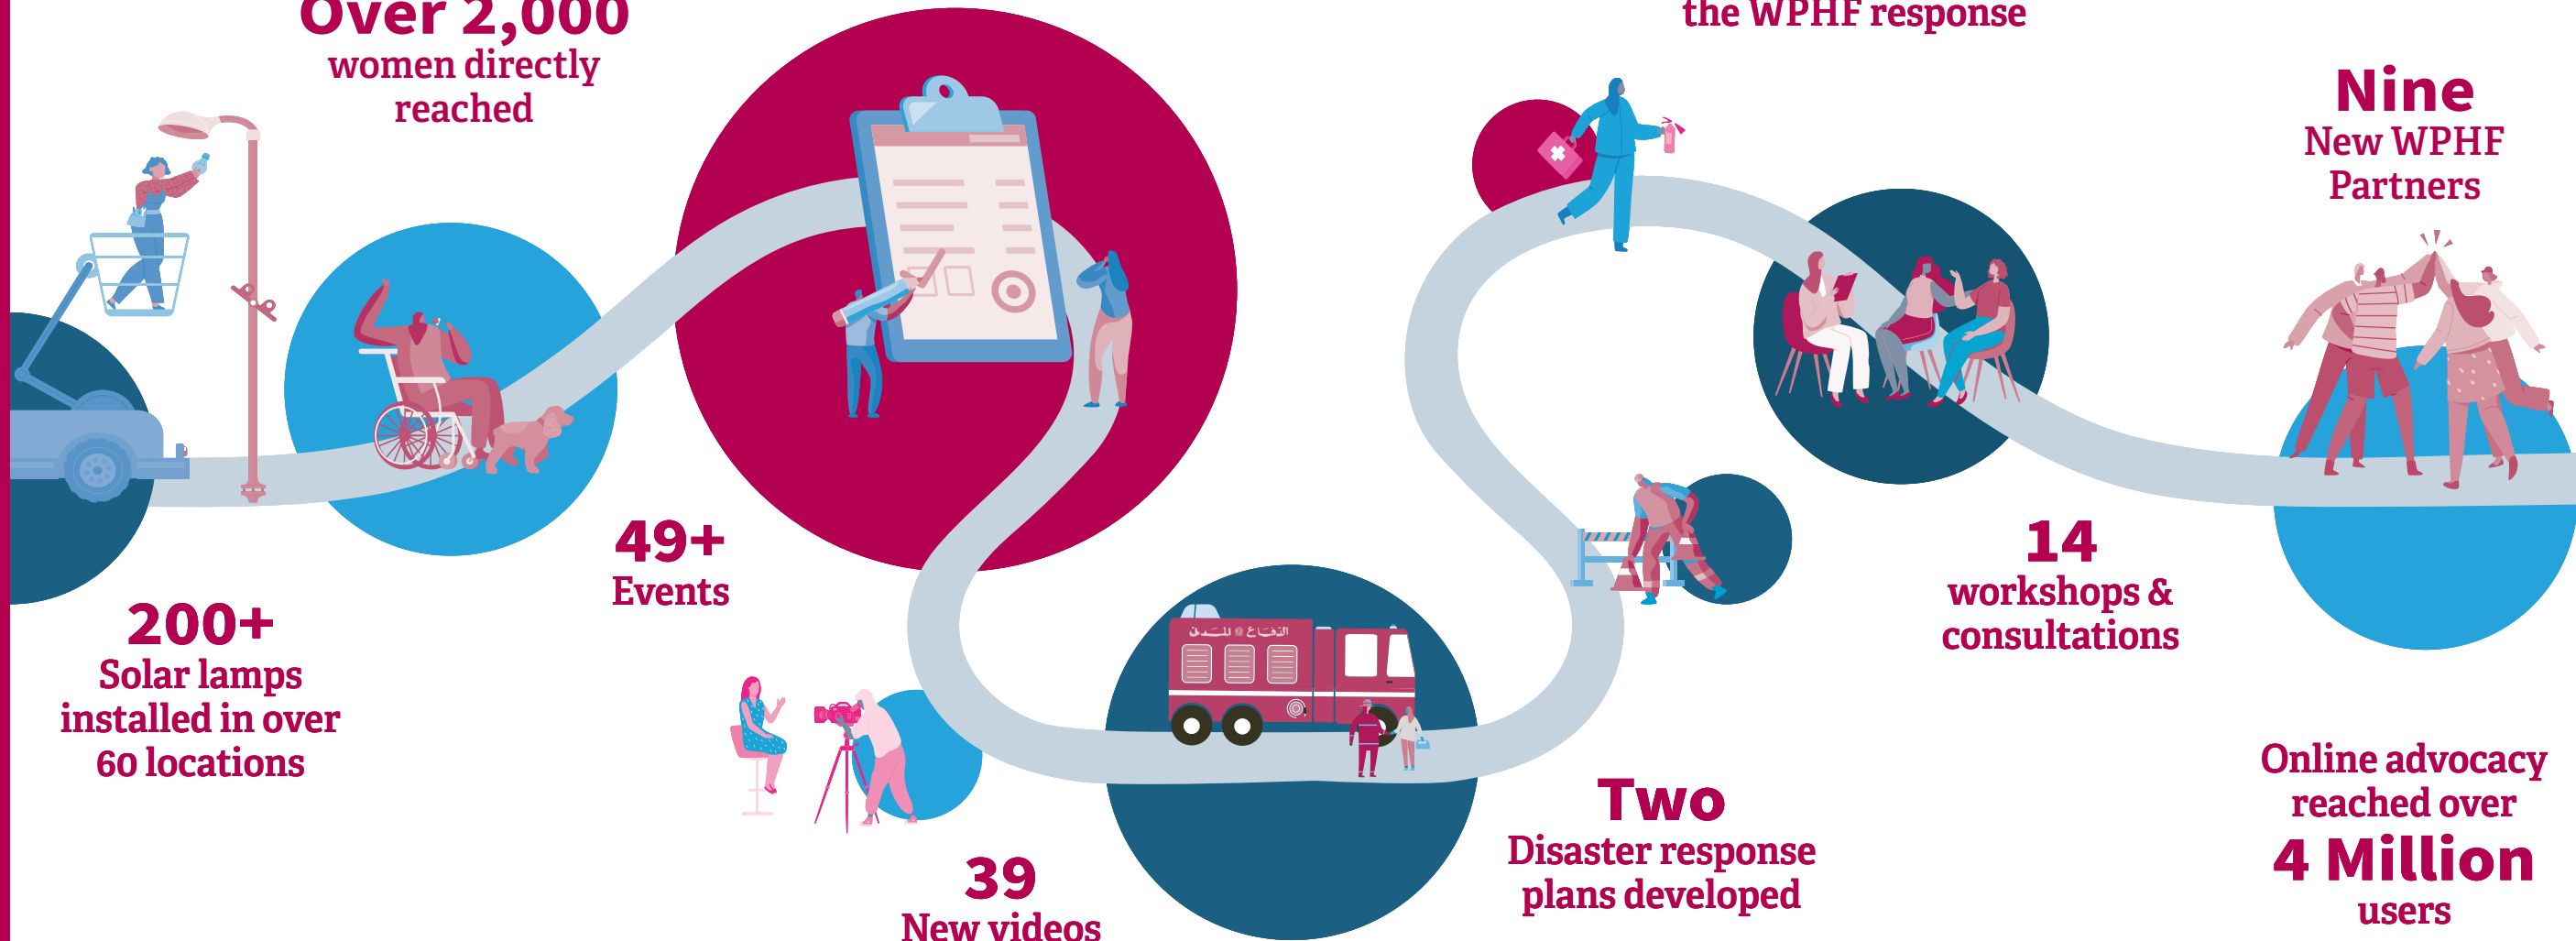 Over 2,000
women directly
reached
the WPHF response
Nine
New WPHF
Partners
49+
Events
200+
Solar lamps
installed in over
60 locations
الدفاع المدني
14
workshops &
consultations
Two
Disaster response
plans developed
39
New videos
Online advocacy
reached over
4 Million
users